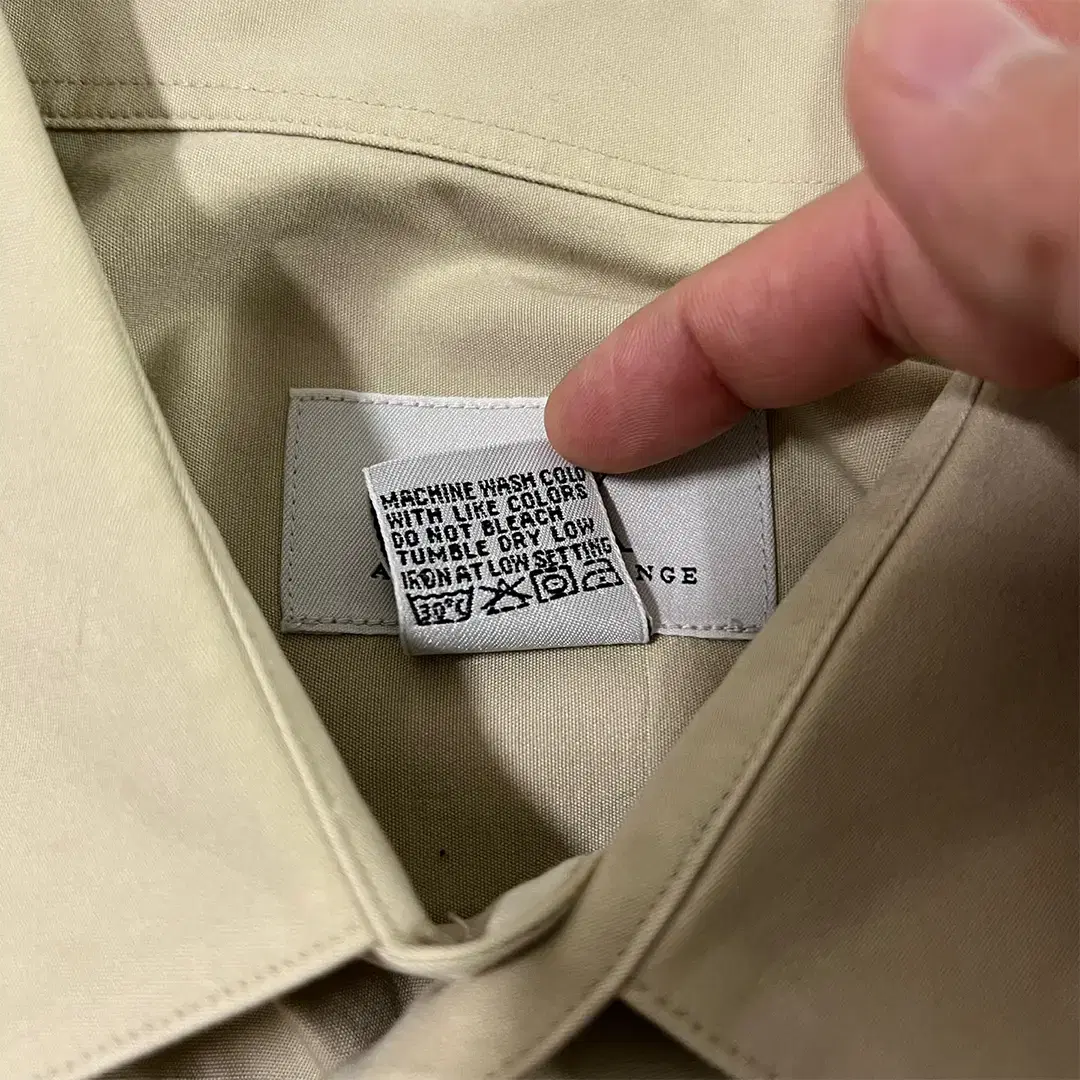 MACHINE WASH COLD
WITH LIKE COLORS
DO NOT BLEACH
TUMBLE DRY LOW
IRON AT LOW SETTING
30°C
A NGE